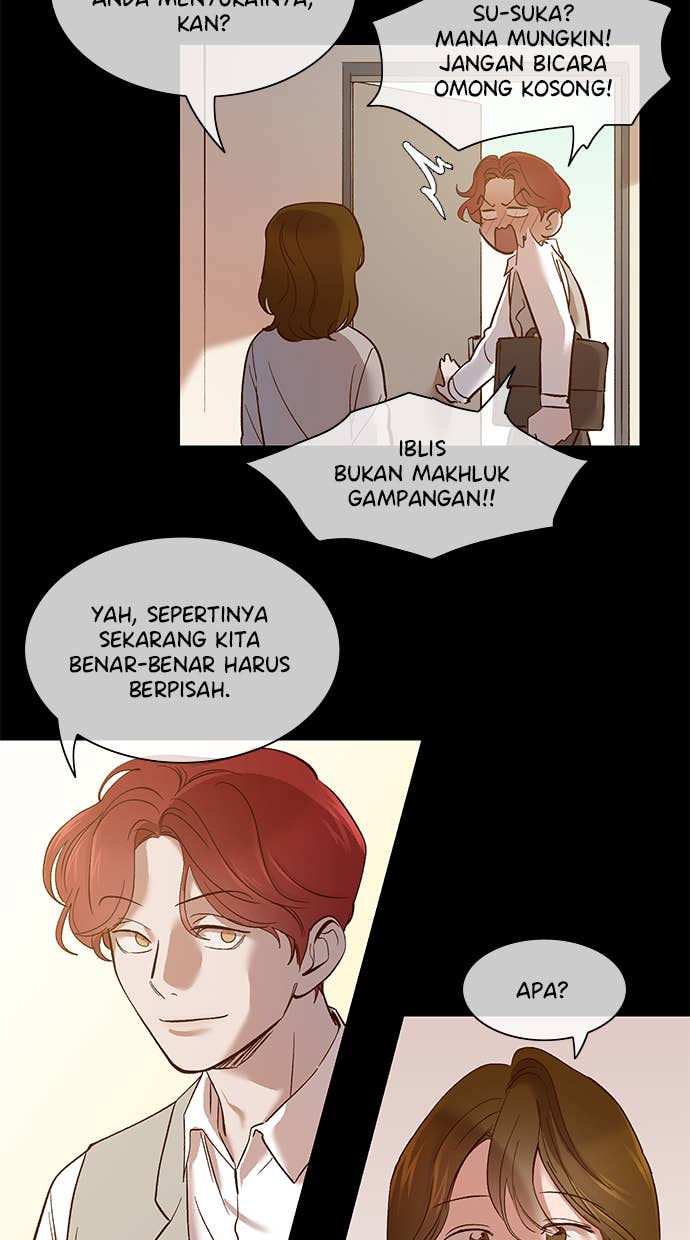 ANDA MENYUKAINYA,
KAN?
SU-SUKA?
MANA MUNGKIN!
JANGAN BICARA
OMONG KOSONG!
IBLIS
BUKAN MAKHLUK
GAMPANGAN!!
YAH, SEPERTINYA
SEKARANG KITA
BENAR-BENAR HARUS
BERPISAH.
APA?